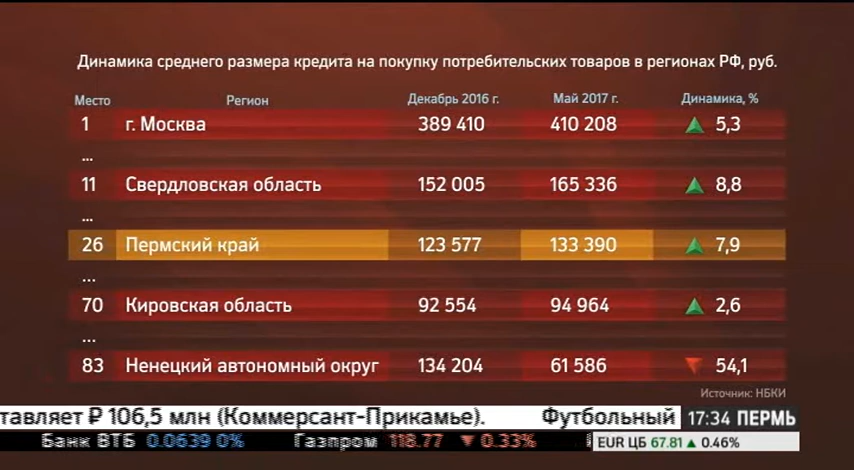 Динамика среднего размера кредита на покупку потребительских товаров в регионах РФ, руб.
Место Регион Декабрь 2016 г. Май 2017 г. Динамика, %
1 г. Москва 389 410 410 208 ▲ 5,3
...
11 Свердловская область 152 005 165 336 ▲ 8,8
...
26 Пермский край 123 577 133 390 ▲ 7,9
...
70 Кировская область 92 554 94 964 ▲ 2,6
...
83 Ненецкий автономный округ 134 204 61 586 ▼ 54,1
Источник: НБКИ
тавляет ₽ 106,5 млн (Коммерсант-Прикамье). Футбольный 17:34 ПЕРМЬ
Банк ВТБ 0.0639 0% Газпром 118.77 ▼ 0.33% EUR ЦБ 67.81 ▲ 0.46%